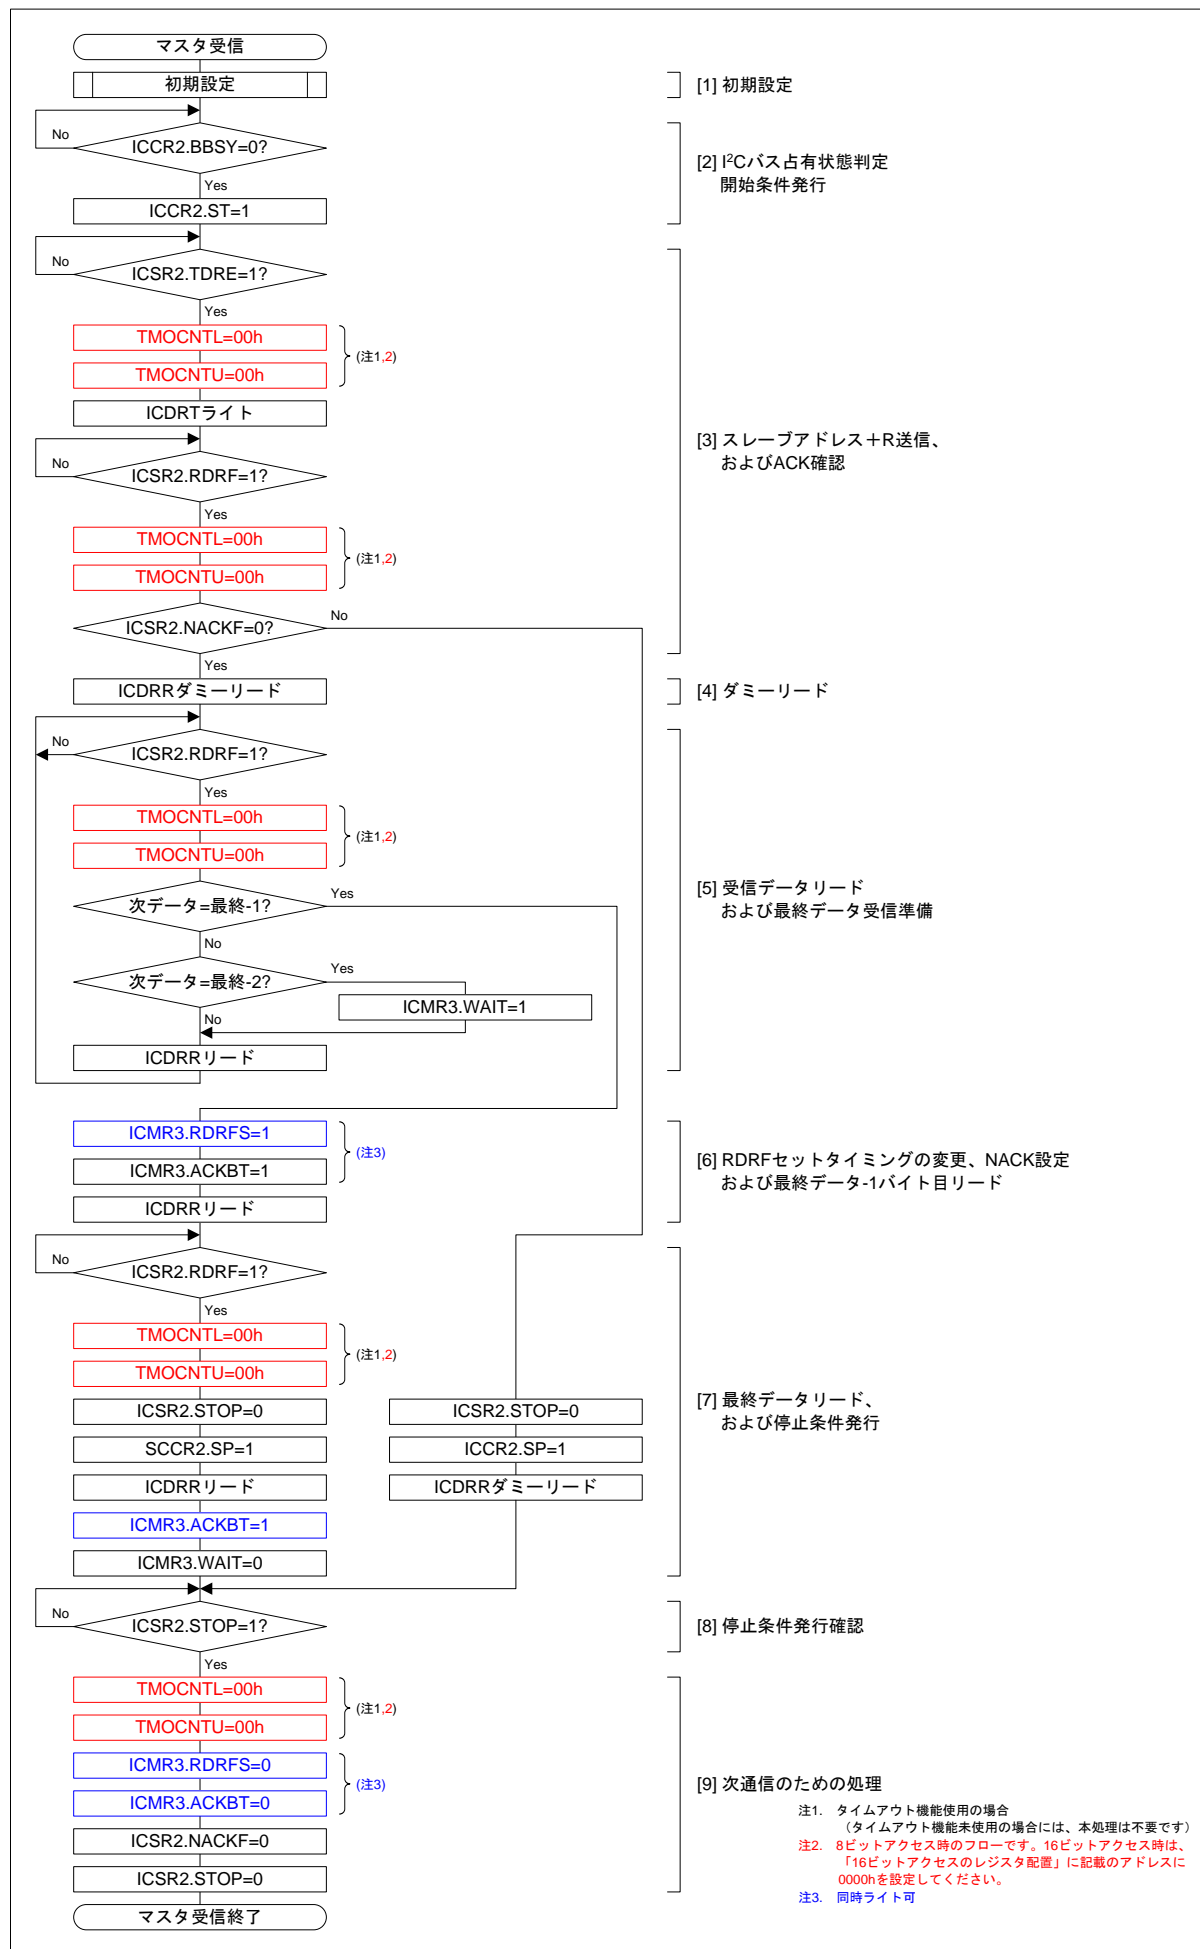 マスタ受信
初期設定
[1] 初期設定
No
ICCR2.BBSY=0?
Yes
[2] I²Cバス占有状態判定
開始条件発行
ICCR2.ST=1
No
ICSR2.TDRE=1?
Yes
TMOCNTL=00h
TMOCNTU=00h
(注1,2)
ICDRTライト
[3] スレーブアドレス＋R送信、
およびACK確認
No
ICSR2.RDRF=1?
Yes
TMOCNTL=00h
TMOCNTU=00h
(注1,2)
No
ICSR2.NACKF=0?
Yes
ICDRRダミーリード
[4] ダミーリード
No
ICSR2.RDRF=1?
Yes
TMOCNTL=00h
TMOCNTU=00h
(注1,2)
次データ=最終-1?
Yes
[5] 受信データリード
および最終データ受信準備
No
次データ=最終-2?
Yes
ICMR3.WAIT=1
No
ICDRRリード
ICMR3.RDRFS=1
ICMR3.ACKBT=1
(注3)
ICDRRリード
[6] RDRFセットタイミングの変更、NACK設定
および最終データ-1バイト目リード
No
ICSR2.RDRF=1?
Yes
TMOCNTL=00h
TMOCNTU=00h
(注1,2)
ICSR2.STOP=0
ICSR2.STOP=0
[7] 最終データリード、
および停止条件発行
SCCR2.SP=1
ICCR2.SP=1
ICDRRリード
ICDRRダミーリード
ICMR3.ACKBT=1
ICMR3.WAIT=0
No
ICSR2.STOP=1?
[8] 停止条件発行確認
Yes
TMOCNTL=00h
TMOCNTU=00h
(注1,2)
ICMR3.RDRFS=0
ICMR3.ACKBT=0
(注3)
[9] 次通信のための処理
ICSR2.NACKF=0
ICSR2.STOP=0
マスタ受信終了
注1. タイムアウト機能使用の場合
（タイムアウト機能未使用の場合には、本処理は不要です）
注2. 8ビットアクセス時のフローです。16ビットアクセス時は、
「16ビットアクセスのレジスタ配置」に記載のアドレスに
0000hを設定してください。
注3. 同時ライト可